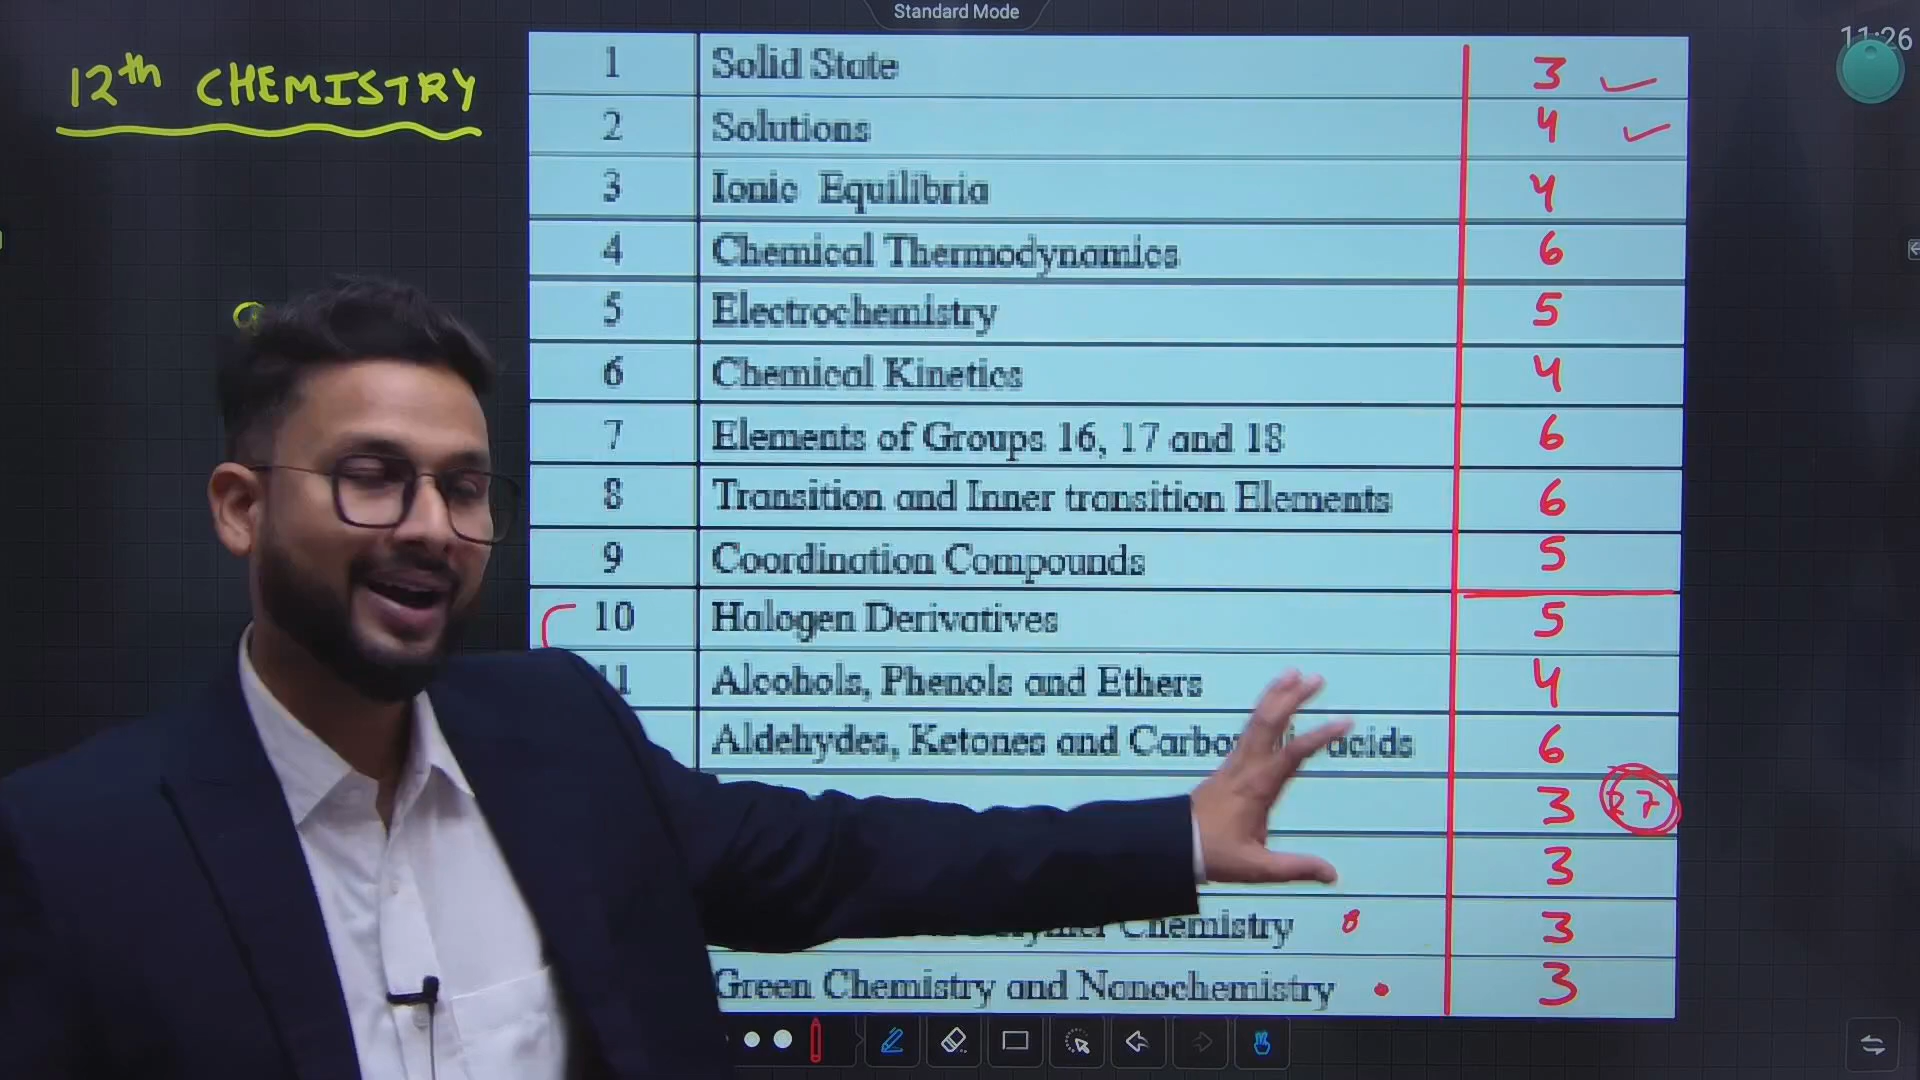 Standard Mode
11:26
12th CHEMISTRY
1 Solid State 3
2 Solutions 4
3 Ionic Equilibria 4
4 Chemical Thermodynamics 6
5 Electrochemistry 5
6 Chemical Kinetics 4
7 Elements of Groups 16, 17 and 18 6
8 Transition and Inner transition Elements 6
9 Coordination Compounds 5
10 Halogen Derivatives 5
11 Alcohols, Phenols and Ethers 4
Aldehydes, Ketones and acids 6
3 27
3
Chemistry 3
Green Chemistry and Nanochemistry 3